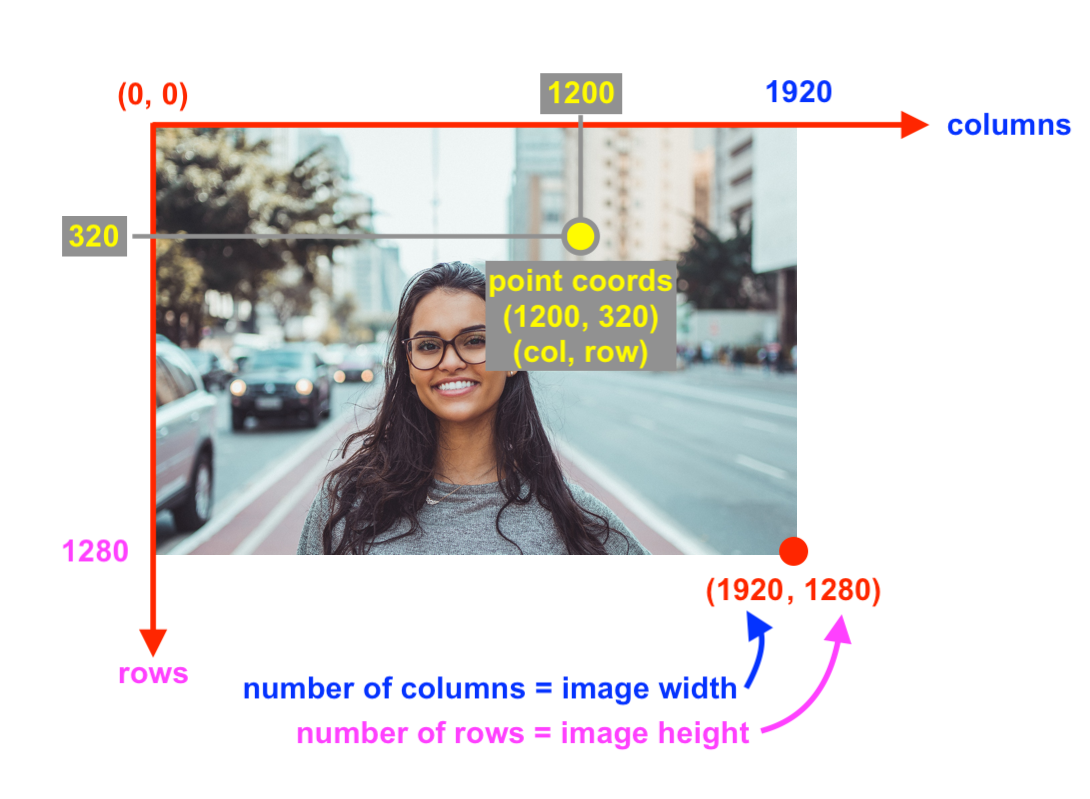 (0, 0)
1200
1920
columns
320
point coords
(1200, 320)
(col, row)
1280
(1920, 1280)
rows
number of columns = image width
number of rows = image height